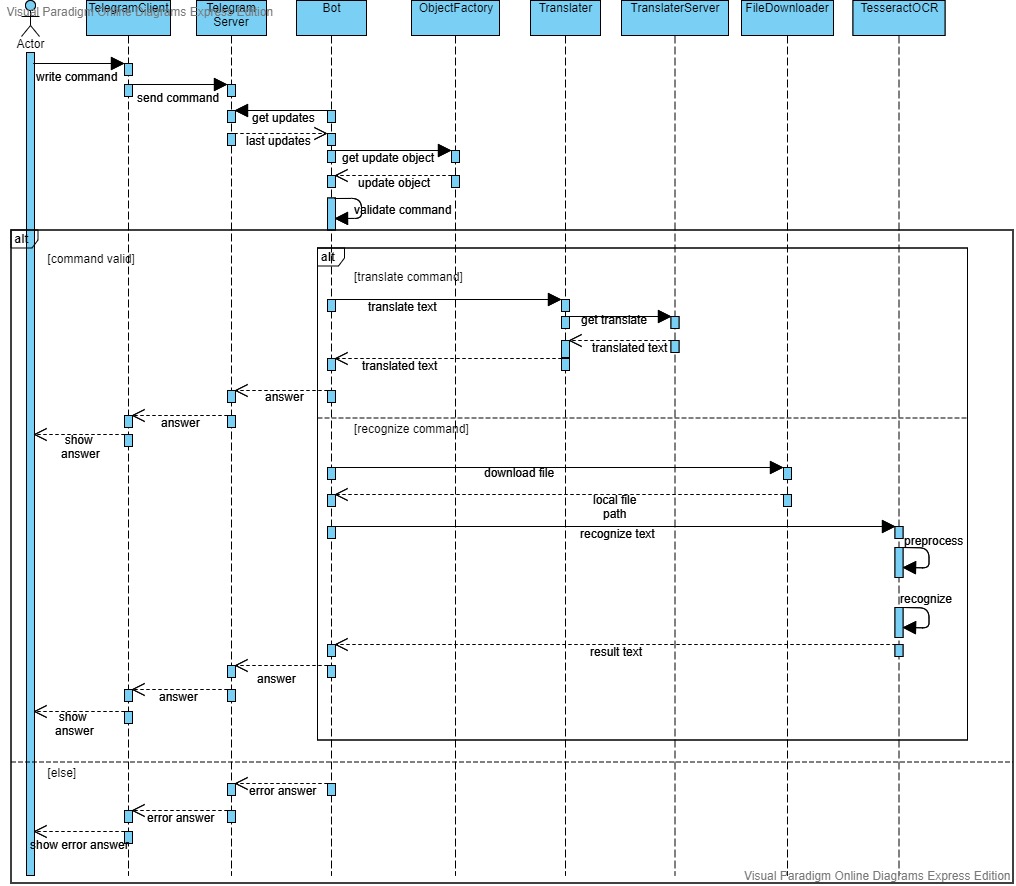 Visual Paradigm Online Diagrams Express Edition
TelegramClient
Telegram
Server
Bot
ObjectFactory
Translater
TranslaterServer
FileDownloader
TesseractOCR
Actor
write command
send command
get updates
last updates
get update object
update object
validate command
alt
[command valid]
alt
[translate command]
translate text
get translate
translated text
translated text
answer
answer
show
answer
[recognize command]
download file
local file
path
recognize text
preprocess
recognize
result text
answer
answer
show
answer
[else]
error answer
error answer
show error answer
Visual Paradigm Online Diagrams Express Edition